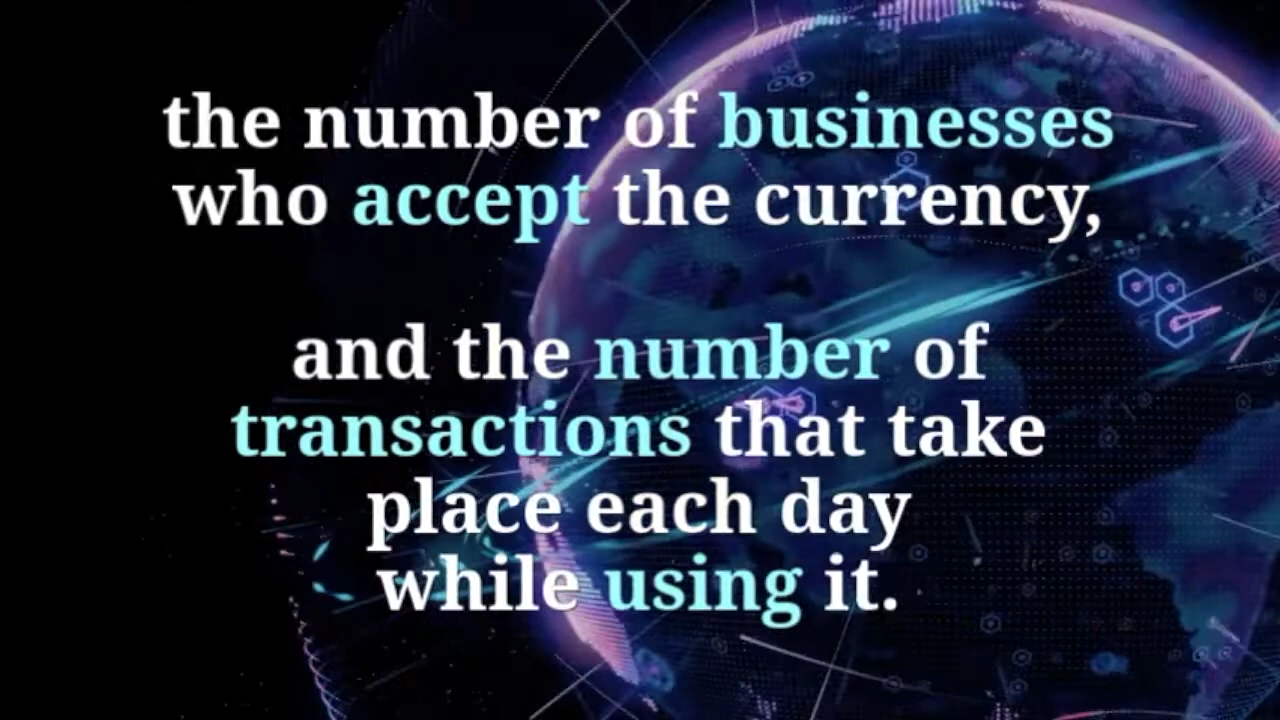 the number of businesses
who accept the currency,
and the number of
transactions that take
place each day
while using it.